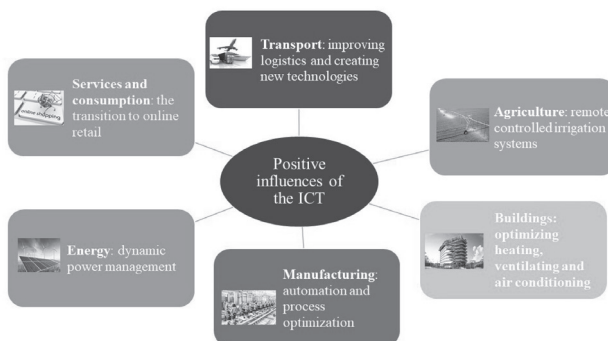 Transport: improving
logistics and creating
new technologies
Services and
consumption: the
transition to online
retail
online shopping
Agriculture: remote
controlled irrigation
systems
Positive
influences of
the ICT
Energy: dynamic
power management
Buildings:
optimizing
heating,
ventilating and
air conditioning
Manufacturing:
automation and
process
optimization